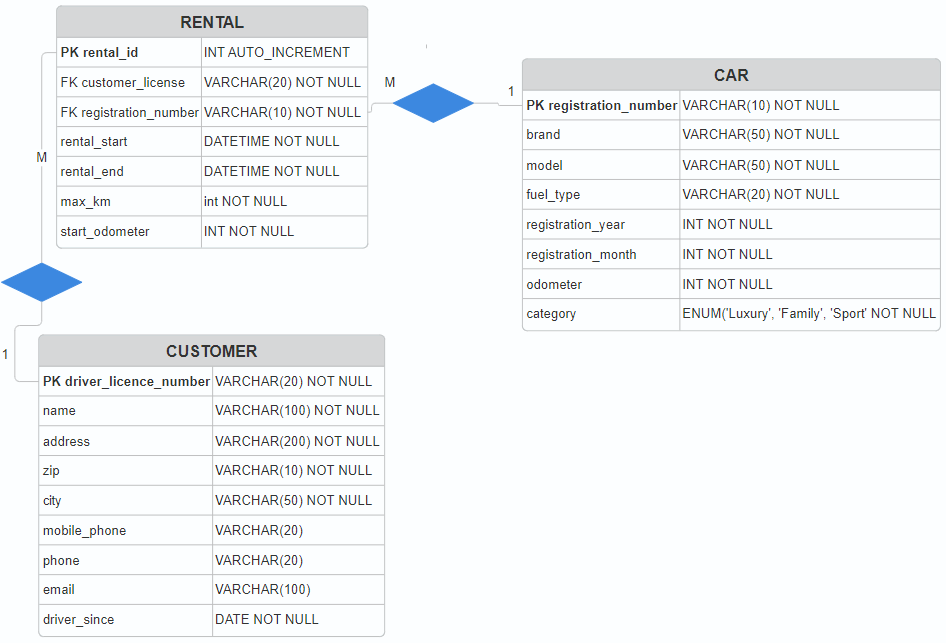 RENTAL
PK rental_id INT AUTO_INCREMENT
FK customer_license VARCHAR(20) NOT NULL
FK registration_number VARCHAR(10) NOT NULL
rental_start DATETIME NOT NULL
rental_end DATETIME NOT NULL
max_km int NOT NULL
start_odometer INT NOT NULL
M
1
CAR
PK registration_number VARCHAR(10) NOT NULL
brand VARCHAR(50) NOT NULL
model VARCHAR(50) NOT NULL
fuel_type VARCHAR(20) NOT NULL
registration_year INT NOT NULL
registration_month INT NOT NULL
odometer INT NOT NULL
category ENUM('Luxury', 'Family', 'Sport' NOT NULL
M
1
CUSTOMER
PK driver_licence_number VARCHAR(20) NOT NULL
name VARCHAR(100) NOT NULL
address VARCHAR(200) NOT NULL
zip VARCHAR(10) NOT NULL
city VARCHAR(50) NOT NULL
mobile_phone VARCHAR(20)
phone VARCHAR(20)
email VARCHAR(100)
driver_since DATE NOT NULL